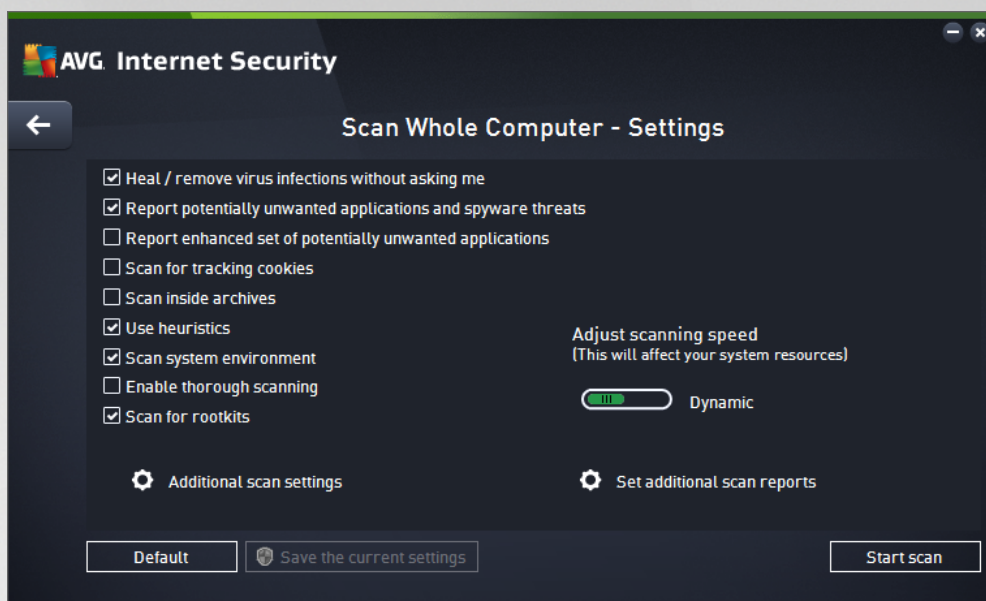 AVG. Internet Security
Scan Whole Computer - Settings
Heal / remove virus infections without asking me
Report potentially unwanted applications and spyware threats
Report enhanced set of potentially unwanted applications
Scan for tracking cookies
Scan inside archives
Use heuristics
Scan system environment
Enable thorough scanning
Scan for rootkits
Adjust scanning speed
(This will affect your system resources)
Dynamic
Additional scan settings
Set additional scan reports
Default
Save the current settings
Start scan